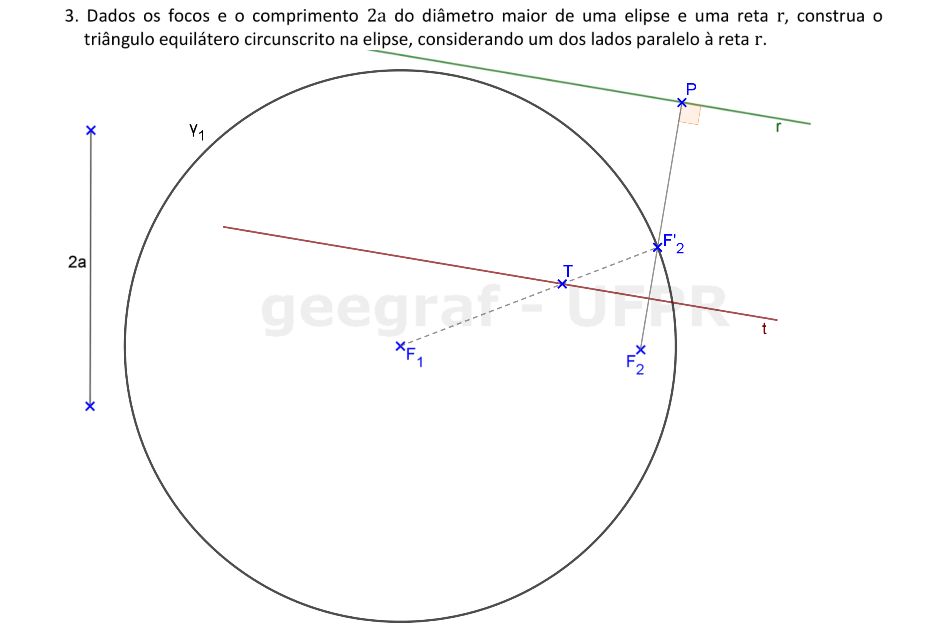 3. Dados os focos e o comprimento 2a do diâmetro maior de uma elipse e uma reta r, construa o
triângulo equilátero circunscrito na elipse, considerando um dos lados paralelo à reta r.
P
r
γ1
F'2
2a
T
geegraf - UFPR
t
F1
F2